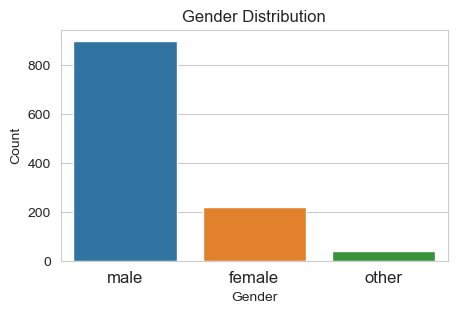 Gender Distribution
Count
800
600
400
200
0
male female other
Gender